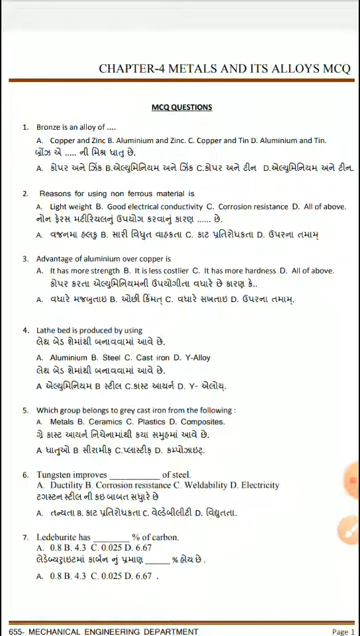 CHAPTER-4 METALS AND ITS ALLOYS MCQ
MCQ QUESTIONS
1. Bronze is an alloy of ....
A. Copper and Zinc B. Aluminium and Zinc. C. Copper and Tin D. Aluminium and Tin.
બ્રોંઝ એ ..... ની મિશ્ર ધાતુ છે.
A. કોપર અને ઝિંક B.એલ્યુમિનિયમ અને ઝિંક C.કોપર અને ટીન D.એલ્યુમિનિયમ અને ટીન.
2. Reasons for using non ferrous material is
A. Light weight B. Good electrical conductivity C. Corrosion resistance D. All of above.
નોન ફેરસ મટીરિયલનું ઉપયોગ કરવાનું કારણ ...... છે.
A. વજનમા હલકુ B. સારી વિધુત વાહકતા C. કાટ પ્રતિરોધકતા D. ઉપરના તમામ્
3. Advantage of aluminium over copper is
A. It has more strength B. It is less costlier C. It has more hardness D. All of above.
કોપર કરતા એલ્યુમિનિયમની ઉપયોગીતા વધારે છે કારણ કે..
A. વધારે મજબુતાઇ B. ઓછી કિંમત્ C. વધારે સખતાઇ D. ઉપરના તમામ્.
4. Lathe bed is produced by using
લેથ બેડ શેમાંથી બનાવવામાં આવે છે.
A. Aluminium B. Steel C. Cast iron D. Y-Alloy
લેથ બેડ શેમાંથી બનાવવામાં આવે છે.
A એલ્યુમિનિયમ B સ્ટીલ C.કાસ્ટ આયર્ન D. Y- એલોય્.
5. Which group belongs to grey cast iron from the following :
A. Metals B. Ceramics C. Plastics D. Composites.
ગ્રે કાસ્ટ આયર્ન નિચેનામાંથી કયા સમુહમાં આવે છે.
A ધાતુઓ B સીરામીક્ C.પ્લાસ્ટીક્ D. કમ્પોઝાઇટ્.
6. Tungsten improves __________ of steel.
A. Ductility B. Corrosion resistance C. Weldability D. Electricity
ટગસ્ટન સ્ટીલ ની કઇ બાબત સુધારે છે
A. તન્યતા B. કાટ પ્રતિરોધકતા C. વેલ્ડેબીલીટી D. વિદ્યુતતા.
7. Ledeburite has _______ % of carbon.
A. 0.8 B. 4.3 C. 0.025 D. 6.67
લેડેબ્યુરાઇટમાં કાર્બન નું પ્રમાણ _____ % હોય છે .
A. 0.8 B. 4.3 C. 0.025 D. 6.67 .
655- MECHANICAL ENGINEERING DEPARTMENT Page 1